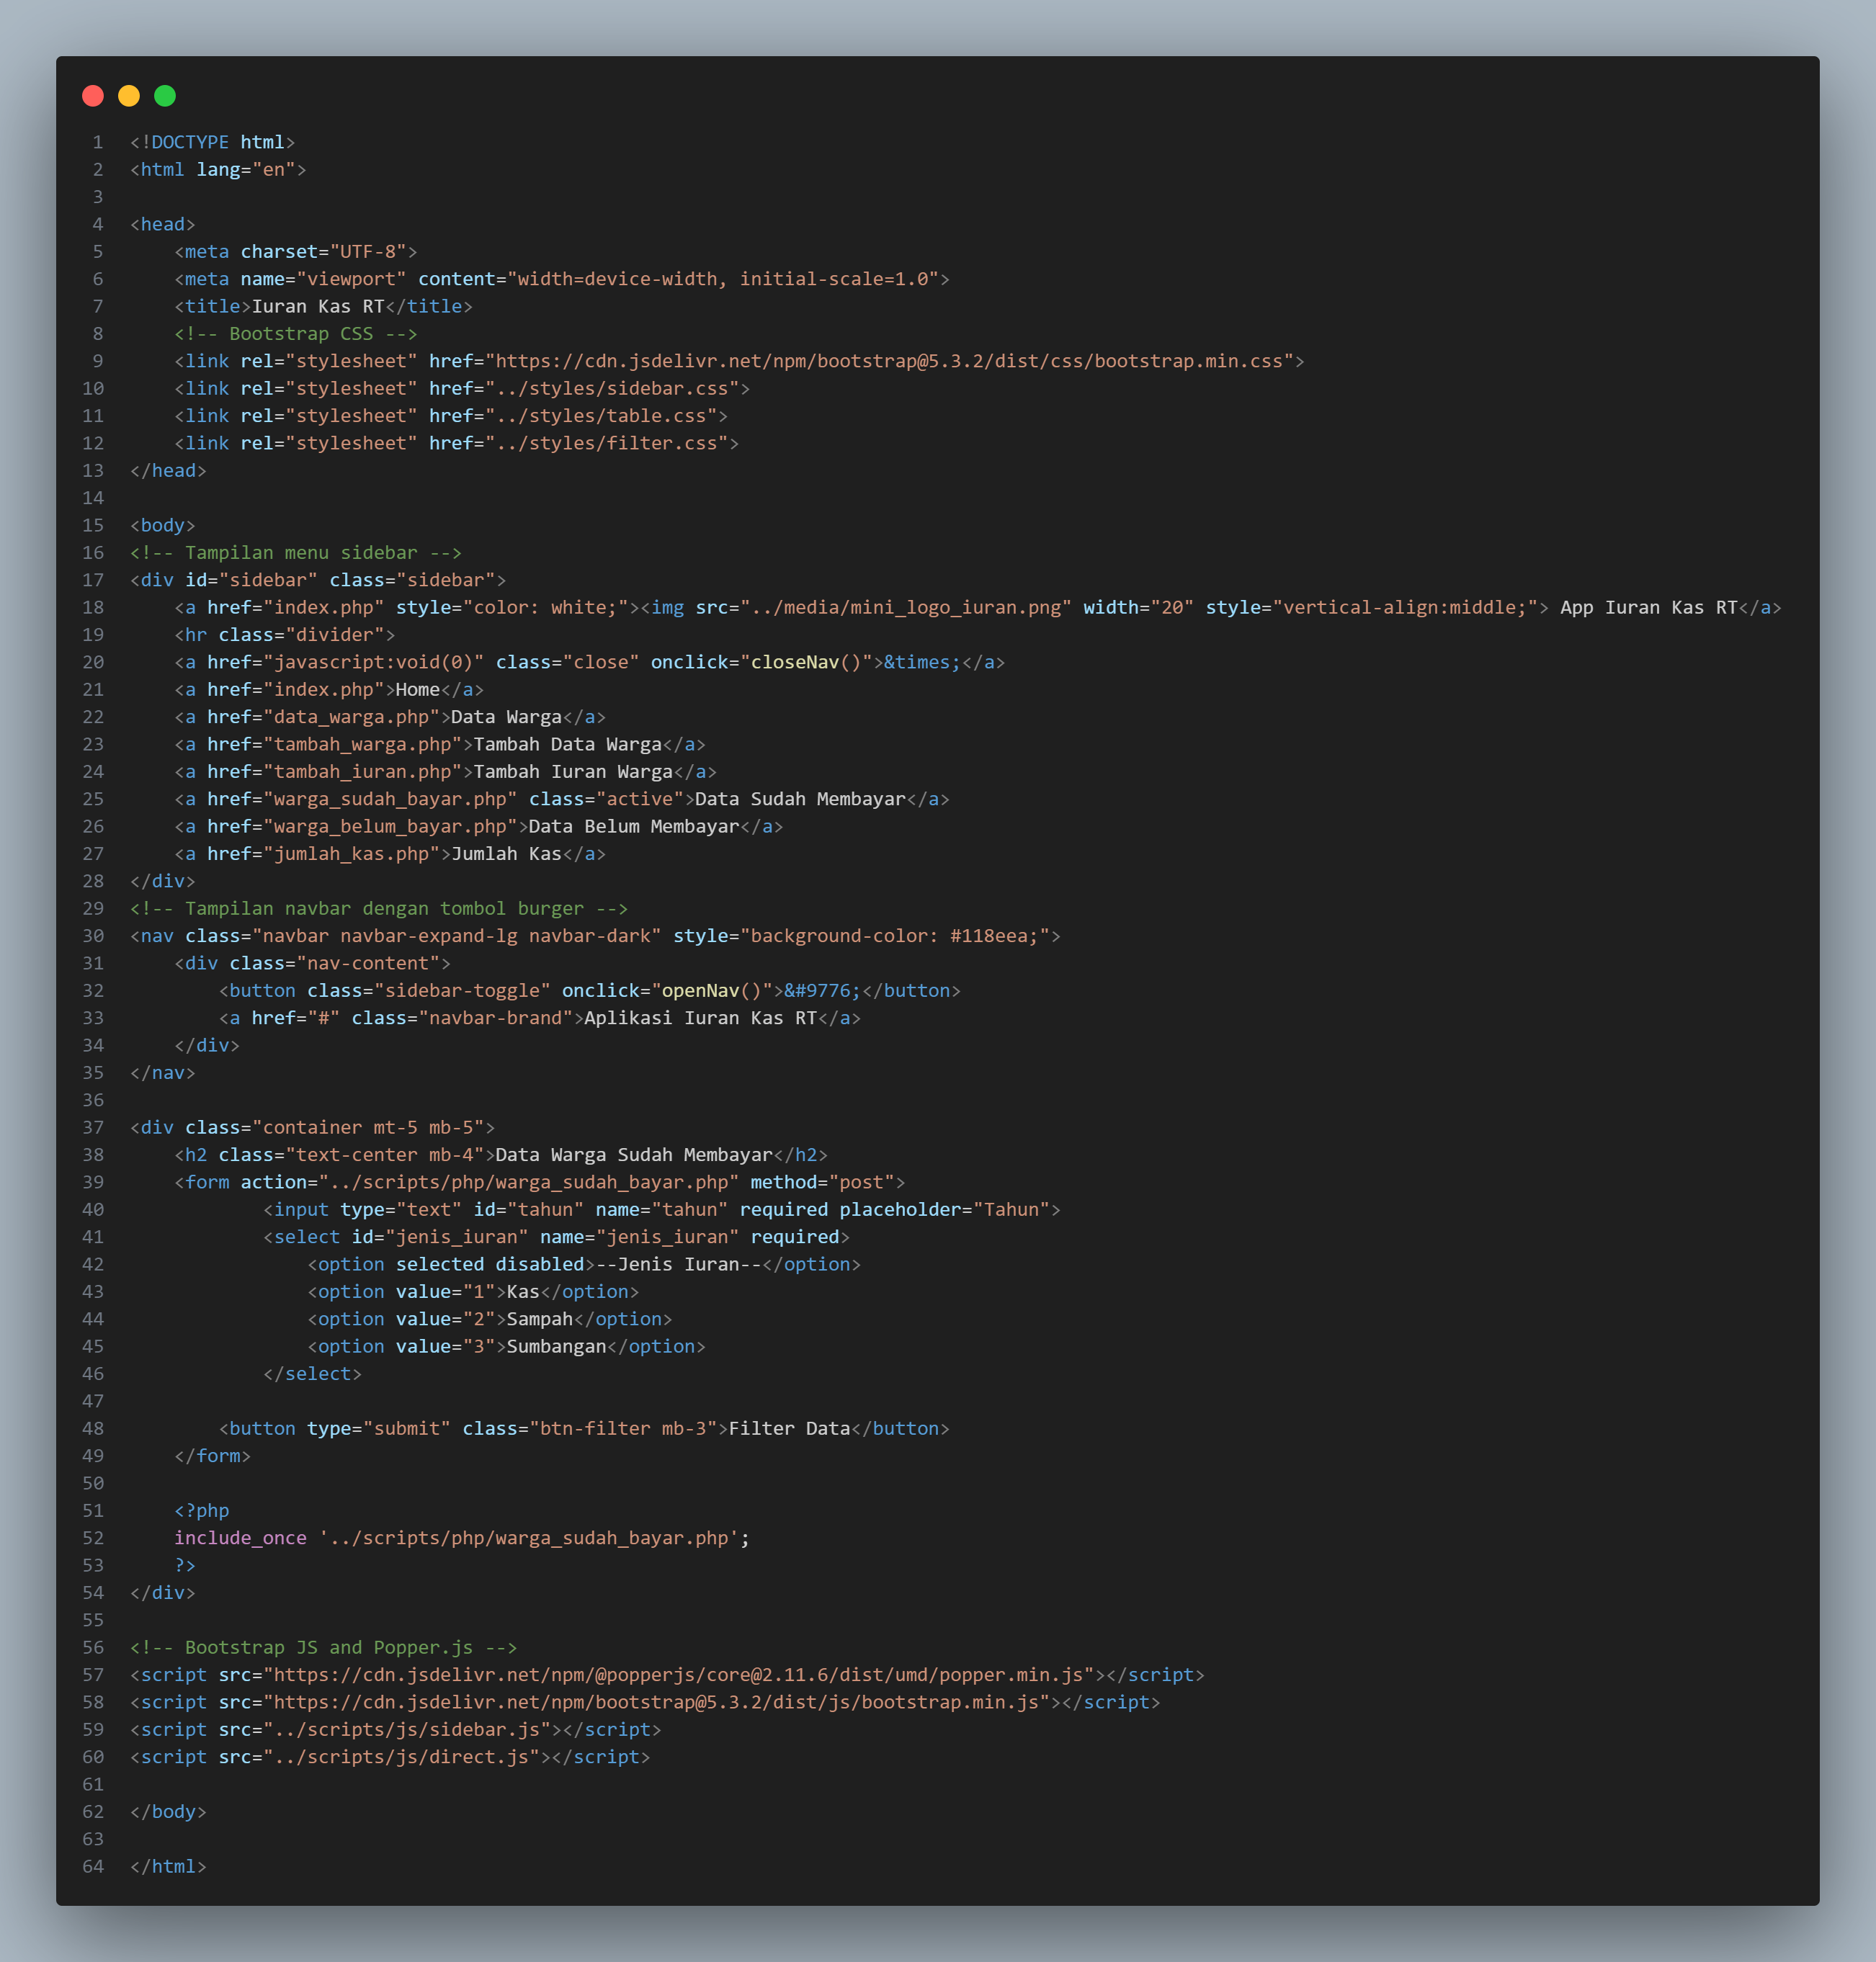 1 <!DOCTYPE html>
2 <html lang="en">
3
4 <head>
5     <meta charset="UTF-8">
6     <meta name="viewport" content="width=device-width, initial-scale=1.0">
7     <title>Iuran Kas RT</title>
8     <!-- Bootstrap CSS -->
9     <link rel="stylesheet" href="https://cdn.jsdelivr.net/npm/bootstrap@5.3.2/dist/css/bootstrap.min.css">
10     <link rel="stylesheet" href="../styles/sidebar.css">
11     <link rel="stylesheet" href="../styles/table.css">
12     <link rel="stylesheet" href="../styles/filter.css">
13 </head>
14
15 <body>
16 <!-- Tampilan menu sidebar -->
17 <div id="sidebar" class="sidebar">
18     <a href="index.php" style="color: white;"><img src="../media/mini_logo_iuran.png" width="20" style="vertical-align:middle;"> App Iuran Kas RT</a>
19     <hr class="divider">
20     <a href="javascript:void(0)" class="close" onclick="closeNav()">&times;</a>
21     <a href="index.php">Home</a>
22     <a href="data_warga.php">Data Warga</a>
23     <a href="tambah_warga.php">Tambah Data Warga</a>
24     <a href="tambah_iuran.php">Tambah Iuran Warga</a>
25     <a href="warga_sudah_bayar.php" class="active">Data Sudah Membayar</a>
26     <a href="warga_belum_bayar.php">Data Belum Membayar</a>
27     <a href="jumlah_kas.php">Jumlah Kas</a>
28 </div>
29 <!-- Tampilan navbar dengan tombol burger -->
30 <nav class="navbar navbar-expand-lg navbar-dark" style="background-color: #118eea;">
31     <div class="nav-content">
32         <button class="sidebar-toggle" onclick="openNav()">&#9776;</button>
33         <a href="#" class="navbar-brand">Aplikasi Iuran Kas RT</a>
34     </div>
35 </nav>
36
37 <div class="container mt-5 mb-5">
38     <h2 class="text-center mb-4">Data Warga Sudah Membayar</h2>
39     <form action="../scripts/php/warga_sudah_bayar.php" method="post">
40             <input type="text" id="tahun" name="tahun" required placeholder="Tahun">
41             <select id="jenis_iuran" name="jenis_iuran" required>
42                 <option selected disabled>--Jenis Iuran--</option>
43                 <option value="1">Kas</option>
44                 <option value="2">Sampah</option>
45                 <option value="3">Sumbangan</option>
46             </select>
47
48         <button type="submit" class="btn-filter mb-3">Filter Data</button>
49     </form>
50
51     <?php
52     include_once '../scripts/php/warga_sudah_bayar.php';
53     ?>
54 </div>
55
56 <!-- Bootstrap JS and Popper.js -->
57 <script src="https://cdn.jsdelivr.net/npm/@popperjs/core@2.11.6/dist/umd/popper.min.js"></script>
58 <script src="https://cdn.jsdelivr.net/npm/bootstrap@5.3.2/dist/js/bootstrap.min.js"></script>
59 <script src="../scripts/js/sidebar.js"></script>
60 <script src="../scripts/js/direct.js"></script>
61
62 </body>
63
64 </html>